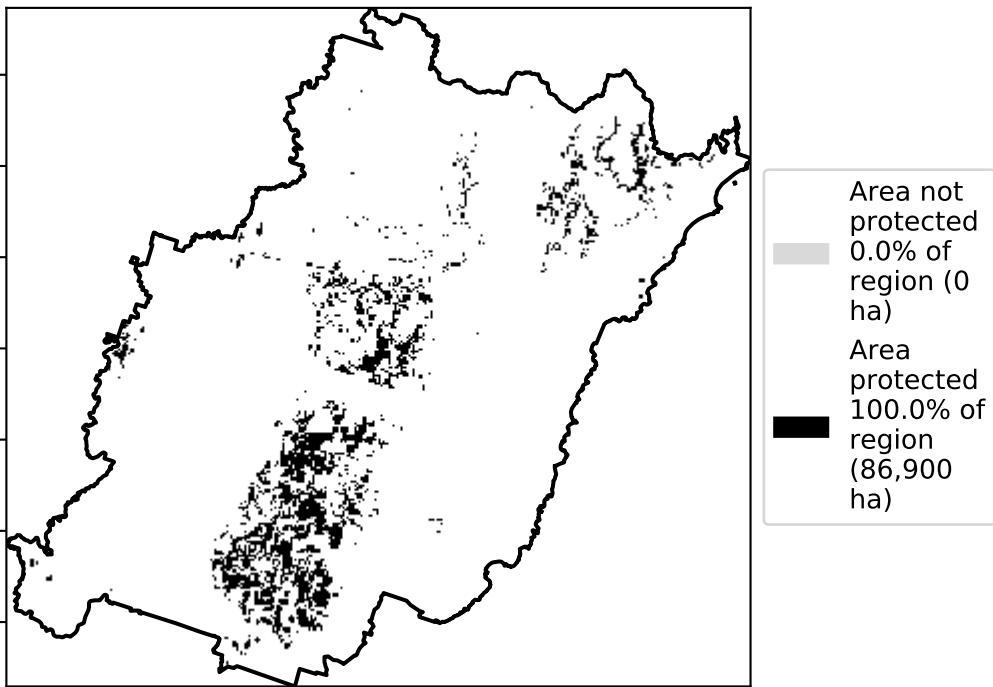 Area not
protected
0.0% of
region (0
ha)
Area
protected
100.0% of
region
(86,900
ha)